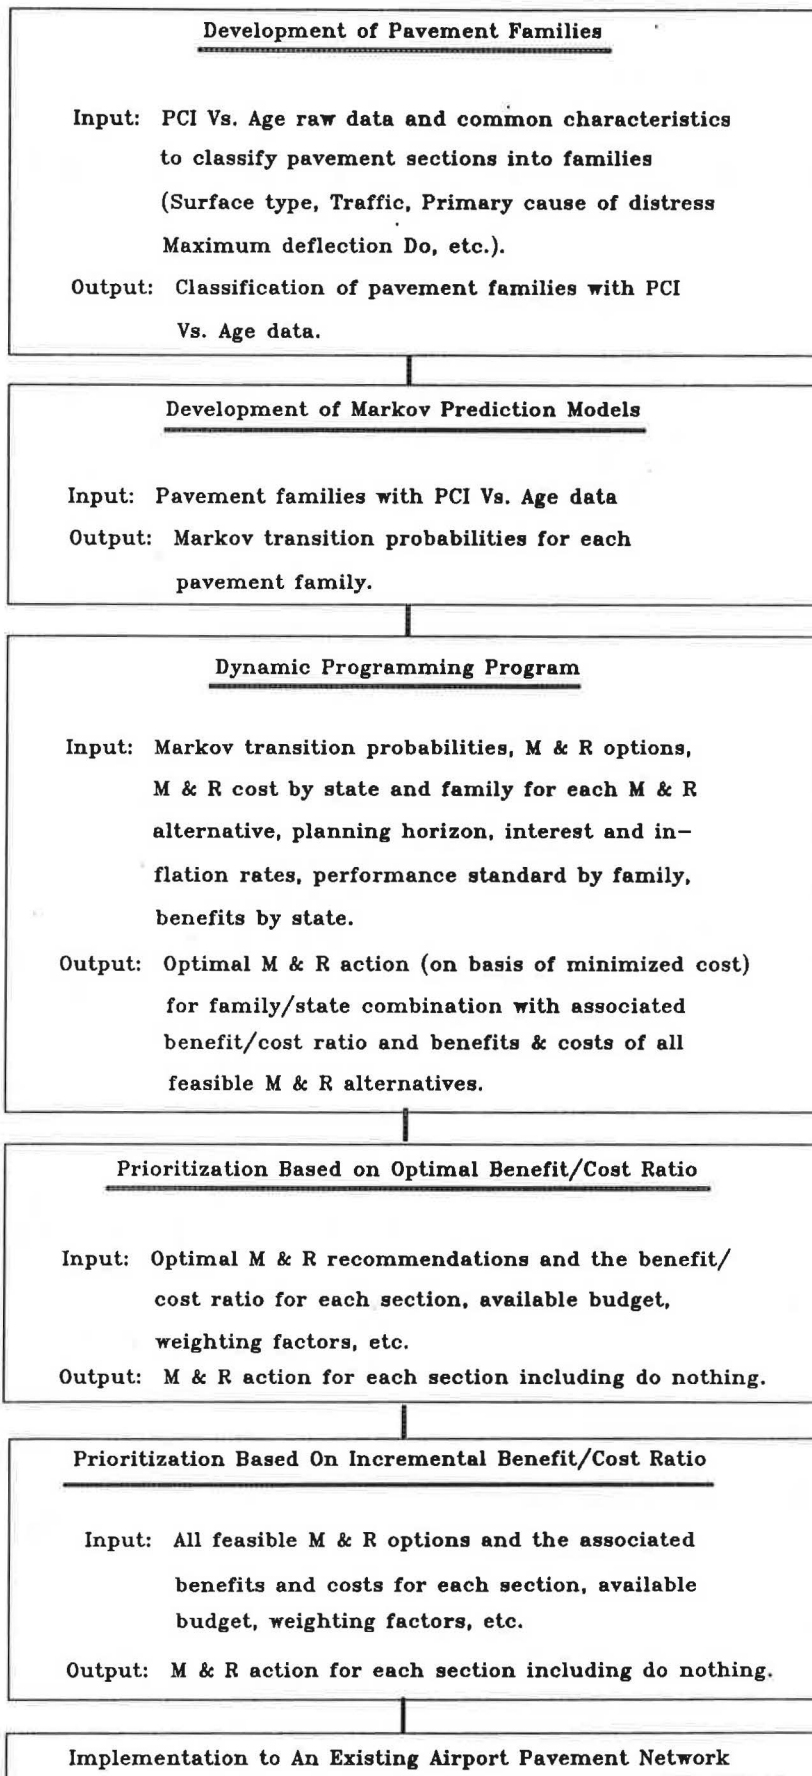 Development of Pavement Families
Input: PCI Vs. Age raw data and common characteristics
to classify pavement sections into families
(Surface type, Traffic, Primary cause of distress
Maximum deflection Do, etc.).
Output: Classification of pavement families with PCI
Vs. Age data.
Development of Markov Prediction Models
Input: Pavement families with PCI Vs. Age data
Output: Markov transition probabilities for each
pavement family.
Dynamic Programming Program
Input: Markov transition probabilities, M & R options,
M & R cost by state and family for each M & R
alternative, planning horizon, interest and in-
flation rates, performance standard by family,
benefits by state.
Output: Optimal M & R action (on basis of minimized cost)
for family/state combination with associated
benefit/cost ratio and benefits & costs of all
feasible M & R alternatives.
Prioritization Based on Optimal Benefit/Cost Ratio
Input: Optimal M & R recommendations and the benefit/
cost ratio for each section, available budget,
weighting factors, etc.
Output: M & R action for each section including do nothing.
Prioritization Based On Incremental Benefit/Cost Ratio
Input: All feasible M & R options and the associated
benefits and costs for each section, available
budget, weighting factors, etc.
Output: M & R action for each section including do nothing.
Implementation to An Existing Airport Pavement Network